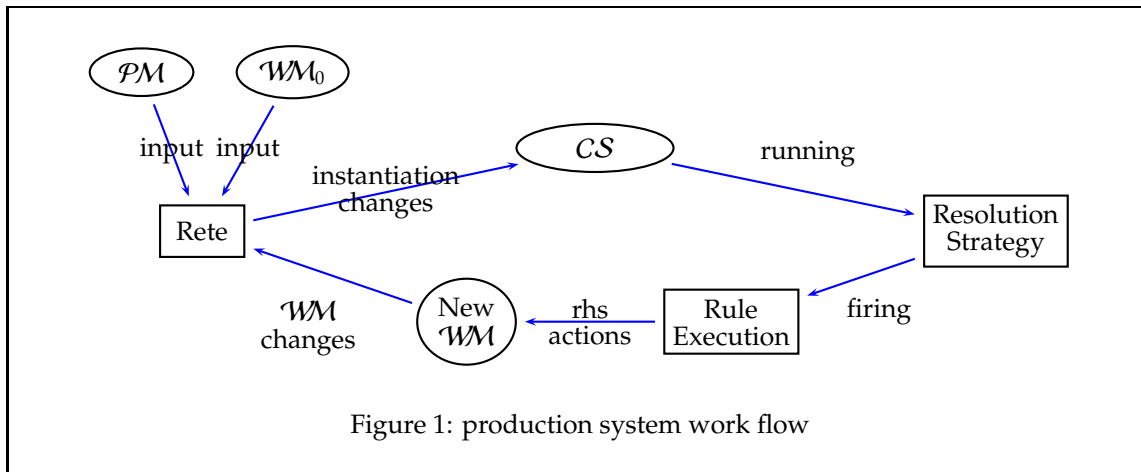 𝒫ℳ
𝒲ℳ₀
input
input
instantiation
changes
𝒞𝒮
running
Rete
Resolution
Strategy
𝒲ℳ
changes
New
𝒲ℳ
rhs
actions
Rule
Execution
firing
Figure 1: production system work flow